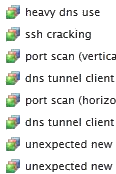 heavy dns use
ssh cracking
port scan (vertica
dns tunnel client
port scan (horizo
dns tunnel client
unexpected new
unexpected new